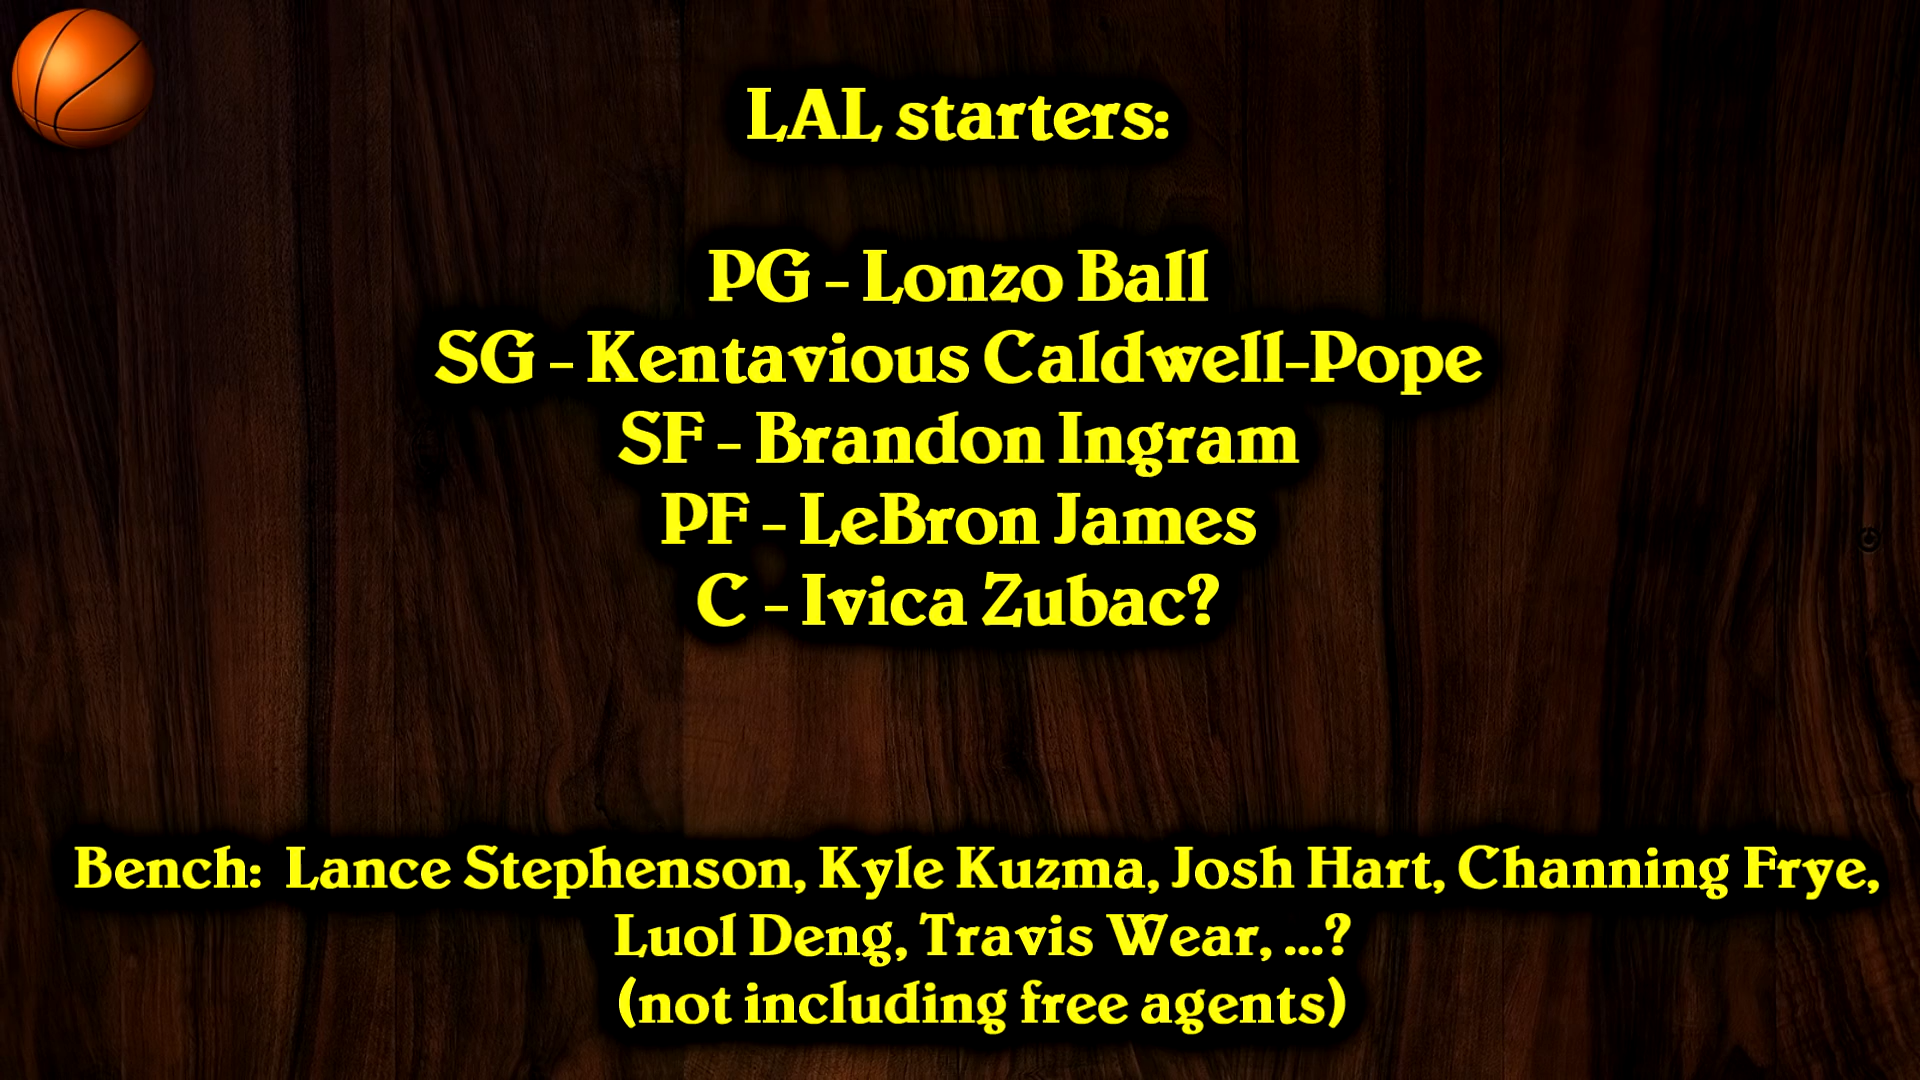 LAL starters:
PG - Lonzo Ball
SG - Kentavious Caldwell-Pope
SF - Brandon Ingram
PF - LeBron James
C - Ivica Zubac?
Bench: Lance Stephenson, Kyle Kuzma, Josh Hart, Channing Frye,
Luol Deng, Travis Wear, ...?
(not including free agents)